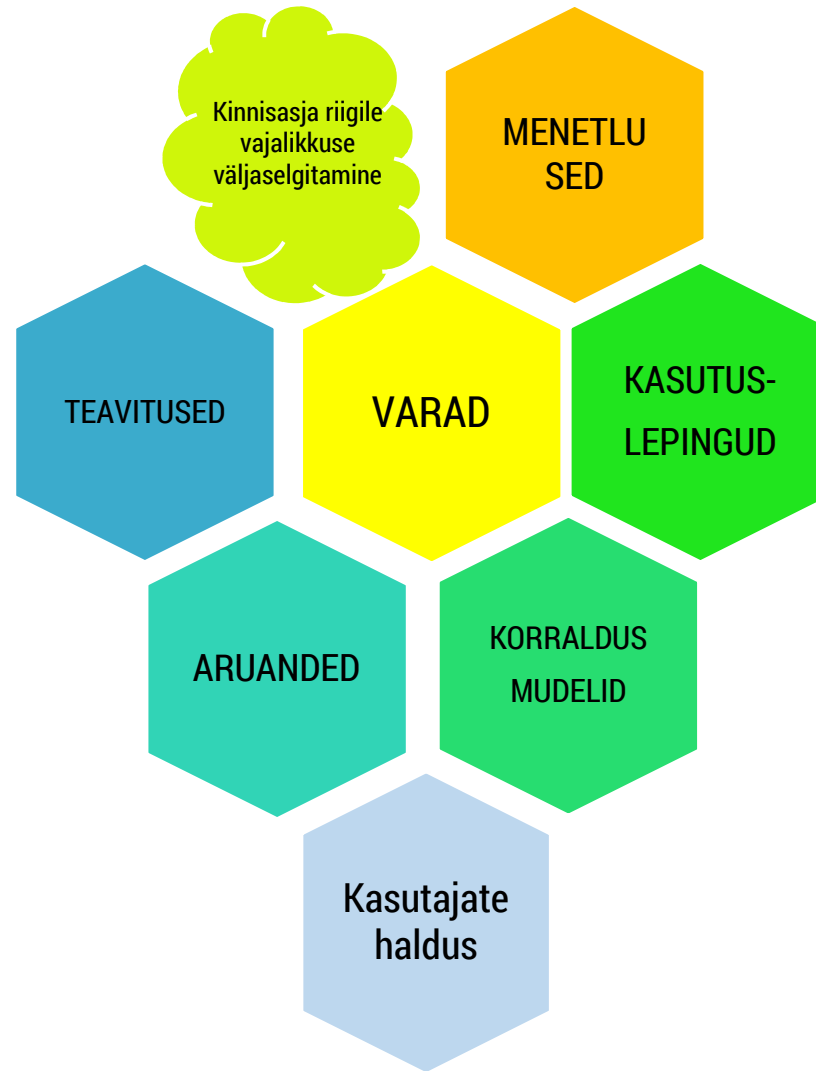 Kinnisasja riigile
vajalikkuse
väljaselgitamine
MENETLU
SED
TEAVITUSED
VARAD
KASUTUS-
LEPINGUD
ARUANDED
KORRALDUS
MUDELID
Kasutajate
haldus